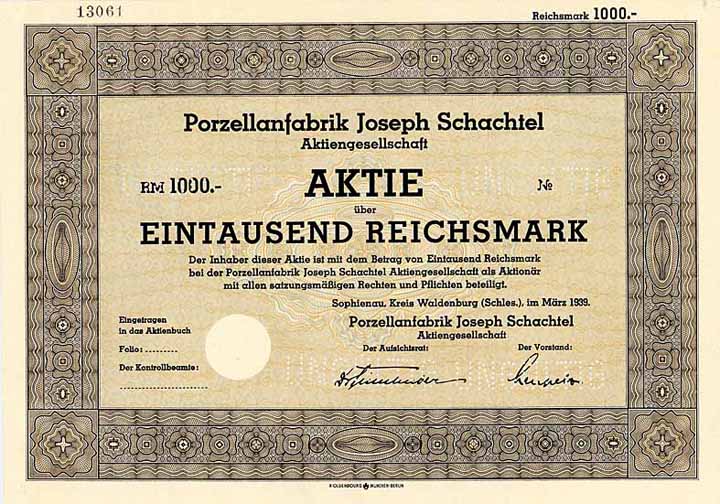 13061
Reichsmark 1000.-
Porzellanfabrik Joseph Schachtel
Aktiengesellschaft
RM 1000.- AKTIE №
über
EINTAUSEND REICHSMARK
Der Inhaber dieser Aktie ist mit dem Betrag von Eintausend Reichsmark
bei der Porzellanfabrik Joseph Schachtel Aktiengesellschaft als Aktionär
mit allen satzungsmäßigen Rechten und Pflichten beteiligt.
Sophienau, Kreis Waldenburg (Schles.), im März 1939.
Eingetragen
in das Aktienbuch
Folio:..........
Der Kontrollbeamte:
Porzellanfabrik Joseph Schachtel
Aktiengesellschaft
Der Aufsichtsrat: Der Vorstand:
R·OLDENBOURG MÜNCHEN·BERLIN